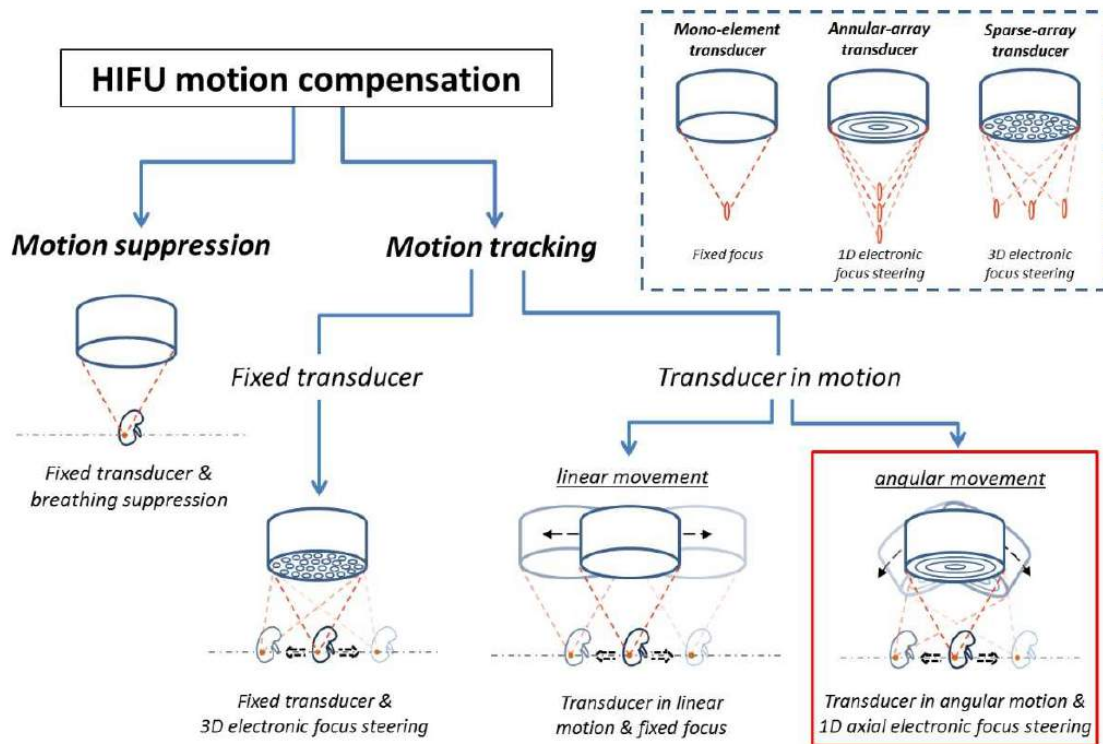 HIFU motion compensation
Mono-element
transducer
Fixed focus
Annular-array
transducer
1D electronic
focus steering
Sparse-array
transducer
3D electronic
focus steering
Motion suppression
Fixed transducer &
breathing suppression
Motion tracking
Fixed transducer
Fixed transducer &
3D electronic focus steering
Transducer in motion
linear movement
Transducer in linear
motion & fixed focus
angular movement
Transducer in angular motion &
1D axial electronic focus steering